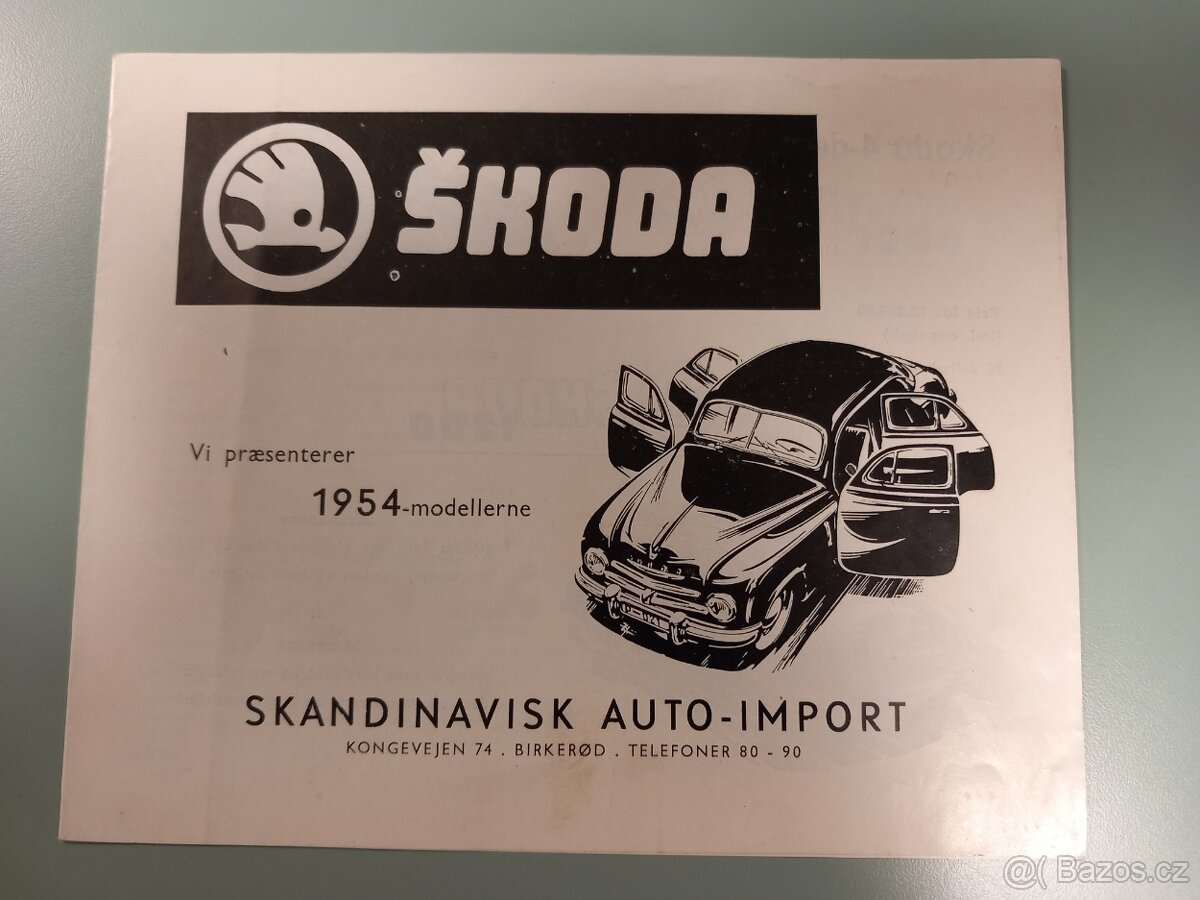 ŠKODA
Vi præsenterer
1954-modellerne
SKANDINAVISK AUTO-IMPORT
KONGEVEJEN 74 . BIRKERØD . TELEFONER 80 - 90
@( Bazos.cz